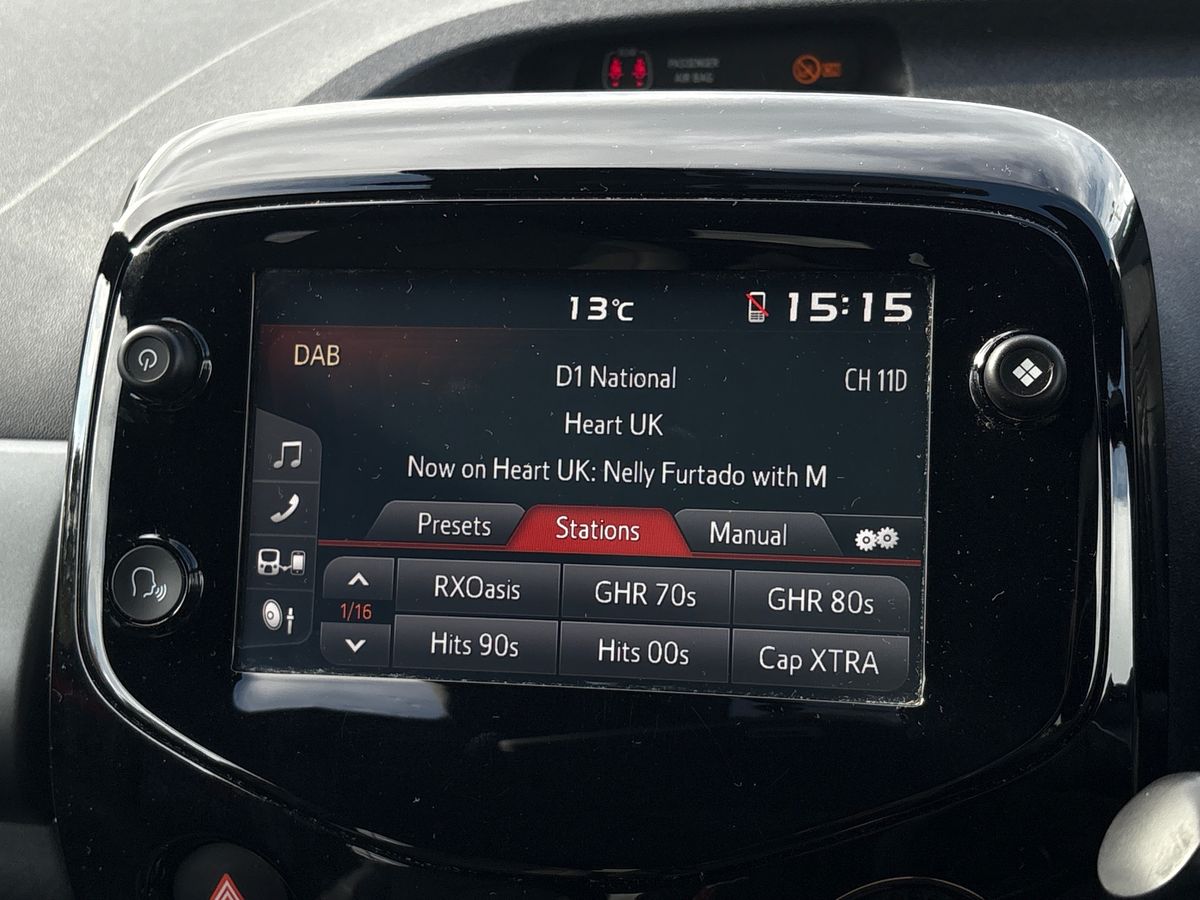 PASSENGER
AIR BAG
13°C
15:15
DAB
D1 National
CH 11D
Heart UK
Now on Heart UK: Nelly Furtado with M
Presets
Stations
Manual
1/16
RXOasis
GHR 70s
GHR 80s
Hits 90s
Hits 00s
Cap XTRA